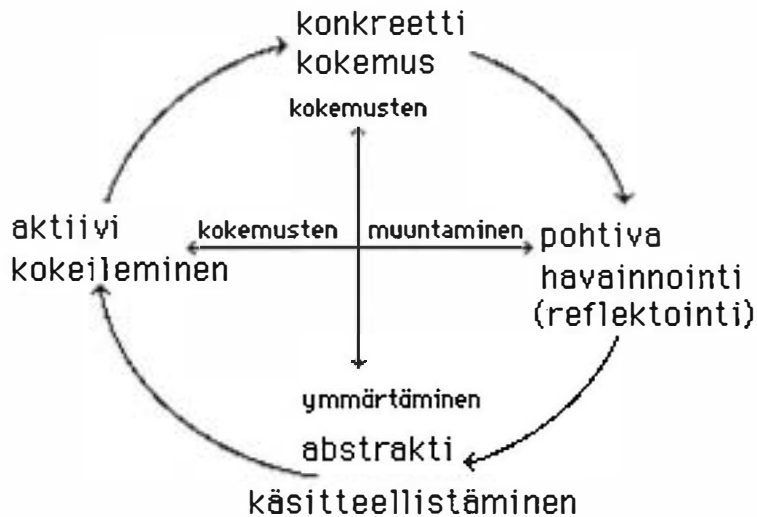 konkreetti
kokemus
kokemusten
aktiivi
kokeileminen
kokemusten muuntaminen
pohtiva
havainnointi
(reflektointi)
ymmärtäminen
abstrakti
käsitteellistäminen